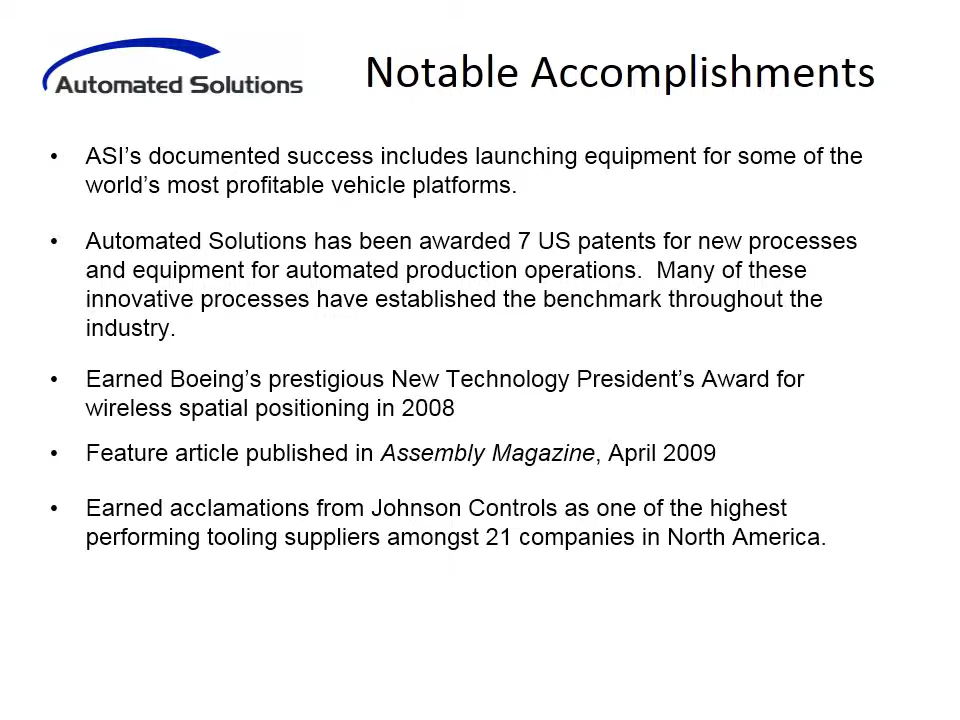 Automated Solutions
Notable Accomplishments
• ASI’s documented success includes launching equipment for some of the
world’s most profitable vehicle platforms.
• Automated Solutions has been awarded 7 US patents for new processes
and equipment for automated production operations.  Many of these
innovative processes have established the benchmark throughout the
industry.
• Earned Boeing’s prestigious New Technology President’s Award for
wireless spatial positioning in 2008
• Feature article published in Assembly Magazine, April 2009
• Earned acclamations from Johnson Controls as one of the highest
performing tooling suppliers amongst 21 companies in North America.